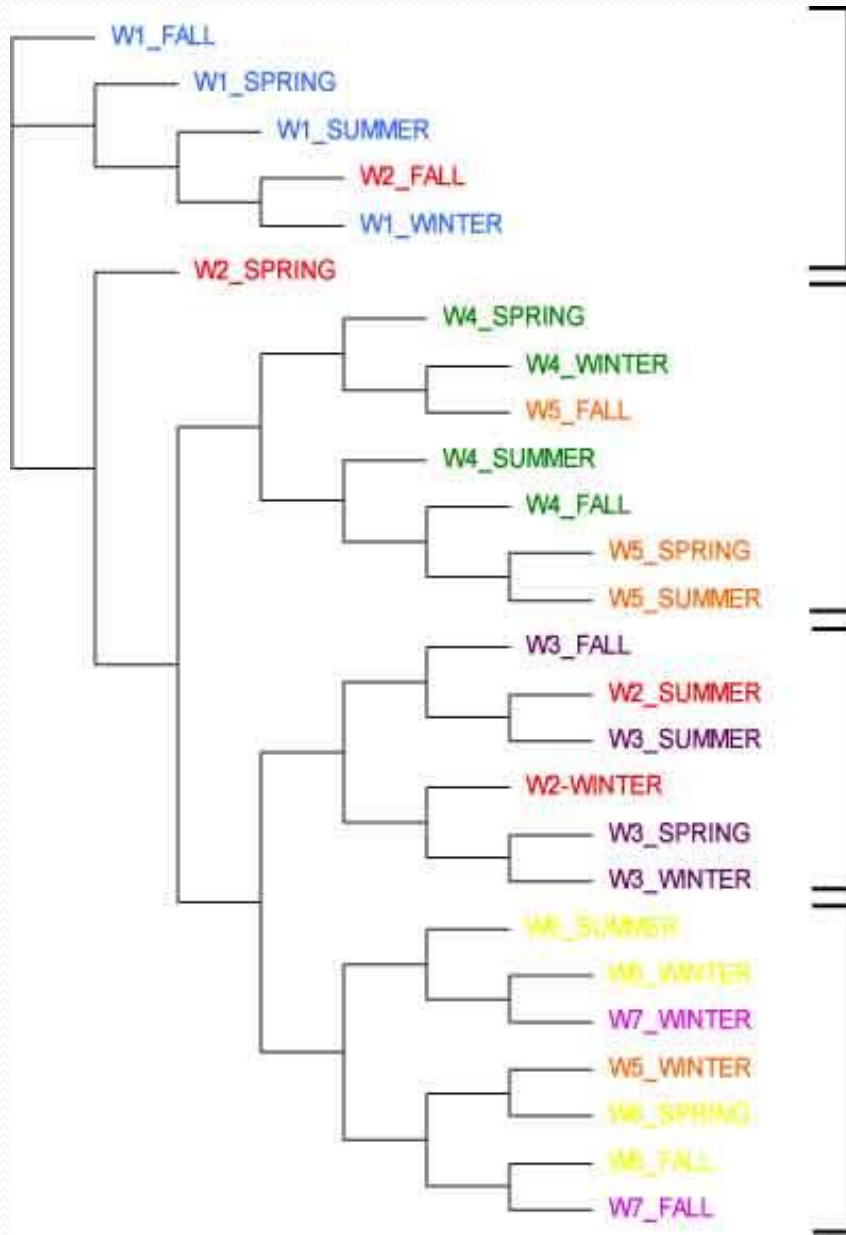 W1_FALL
W1_SPRING
W1_SUMMER
W2_FALL
W1_WINTER
W2_SPRING
W4_SPRING
W4_WINTER
W5_FALL
W4_SUMMER
W4_FALL
W5_SPRING
W5_SUMMER
W3_FALL
W2_SUMMER
W3_SUMMER
W2-WINTER
W3_SPRING
W3_WINTER
W6_SUMMER
W6_WINTER
W7_WINTER
W5_WINTER
W6_SPRING
W6_FALL
W7_FALL